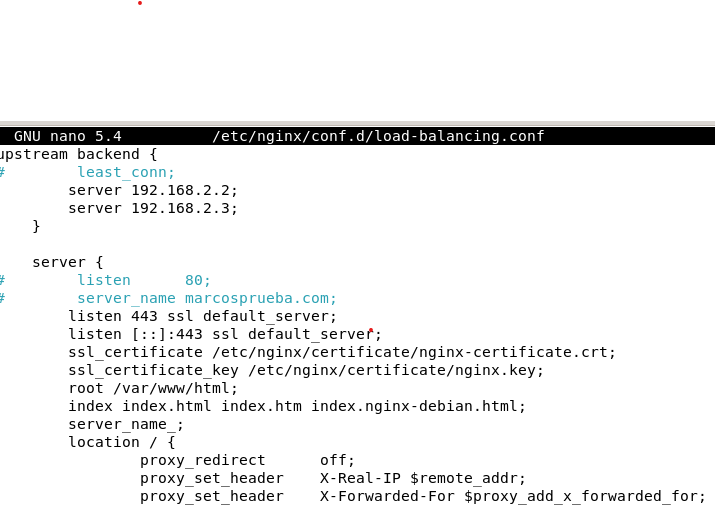 GNU nano 5.4 /etc/nginx/conf.d/load-balancing.conf
upstream backend {
# least_conn;
server 192.168.2.2;
server 192.168.2.3;
}
server {
# listen 80;
# server_name marcosprueba.com;
listen 443 ssl default_server;
listen [::]:443 ssl default_server;
ssl_certificate /etc/nginx/certificate/nginx-certificate.crt;
ssl_certificate_key /etc/nginx/certificate/nginx.key;
root /var/www/html;
index index.html index.htm index.nginx-debian.html;
server_name_;
location / {
proxy_redirect off;
proxy_set_header X-Real-IP $remote_addr;
proxy_set_header X-Forwarded-For $proxy_add_x_forwarded_for;